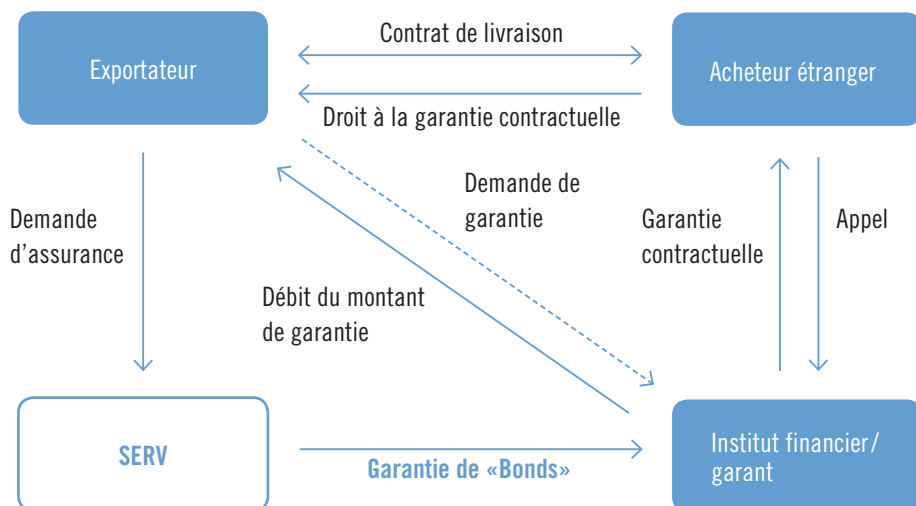 Contrat de livraison
Exportateur
Acheteur étranger
Droit à la garantie contractuelle
Demande de
garantie
Demande
d'assurance
Garantie
contractuelle
Appel
Débit du montant
de garantie
SERV
Garantie de «Bonds»
Institut financier/
garant